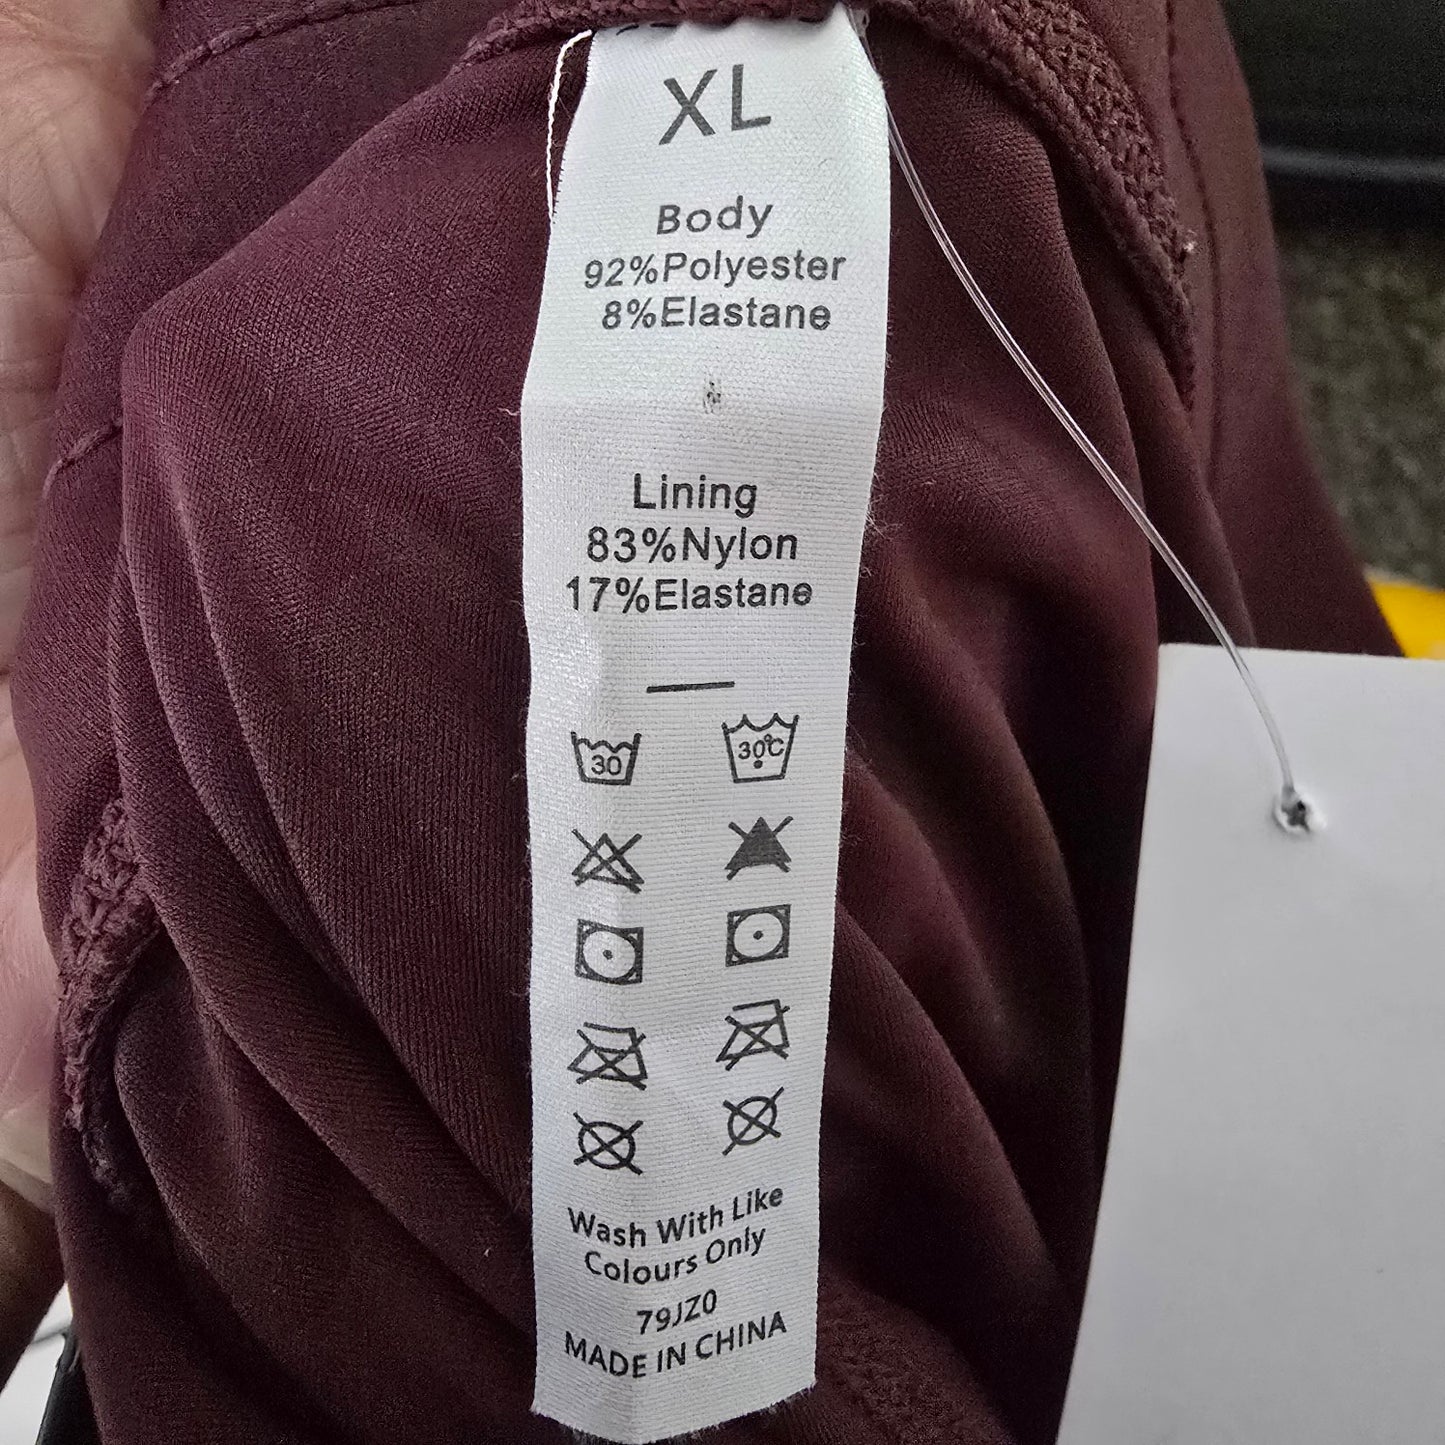 XL
Body
92%Polyester
8%Elastane
Lining
83%Nylon
17%Elastane
30 30℃
Wash With Like
Colours Only
79JZ0
MADE IN CHINA